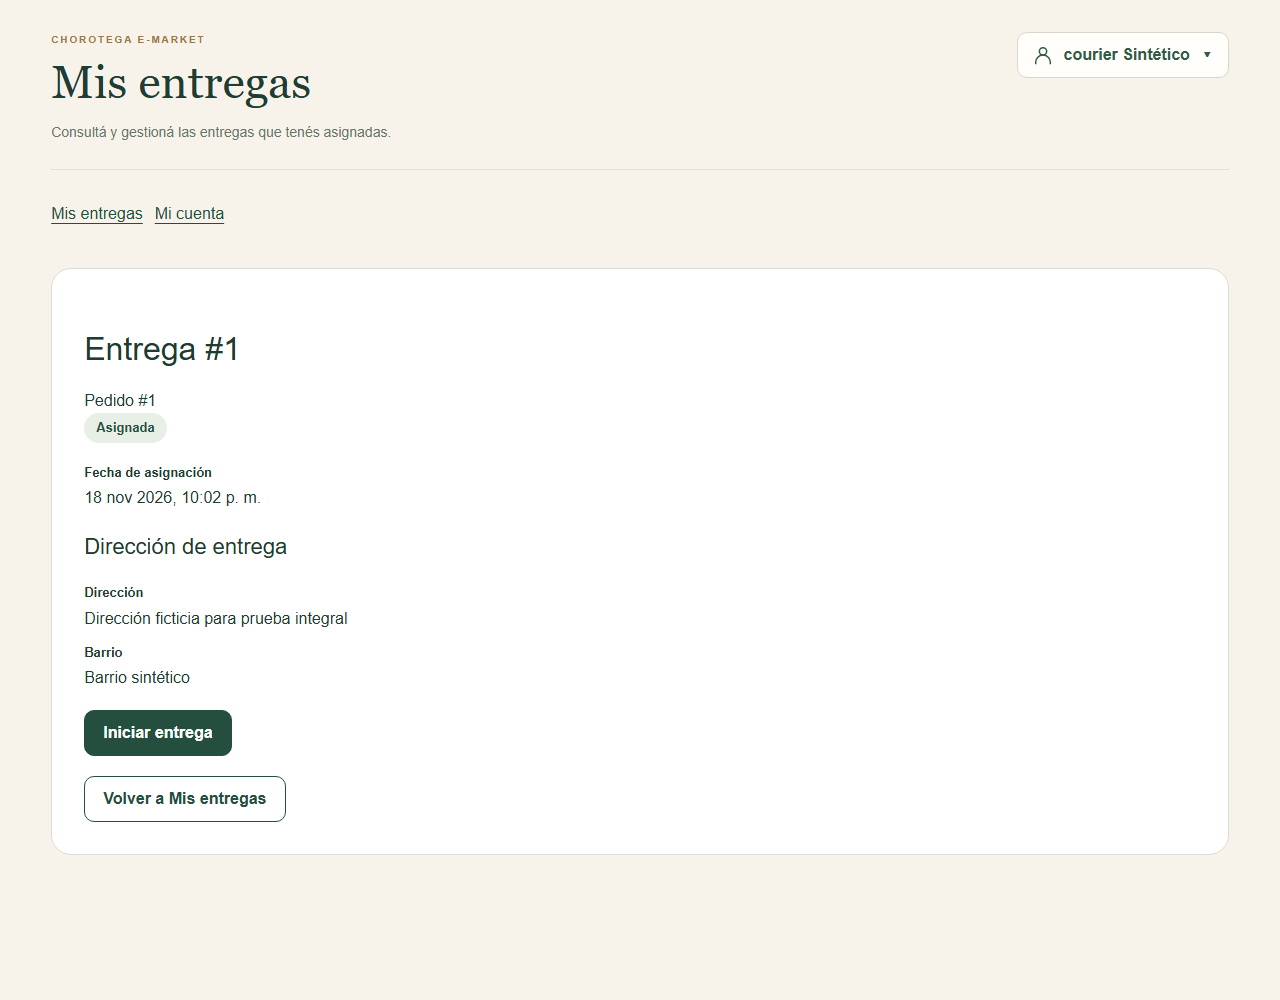 CHOROTEGA E-MARKET
Mis entregas
Consultá y gestioná las entregas que tenés asignadas.
courier Sintético
Mis entregas Mi cuenta
Entrega #1
Pedido #1
Asignada
Fecha de asignación
18 nov 2026, 10:02 p. m.
Dirección de entrega
Dirección
Dirección ficticia para prueba integral
Barrio
Barrio sintético
Iniciar entrega
Volver a Mis entregas